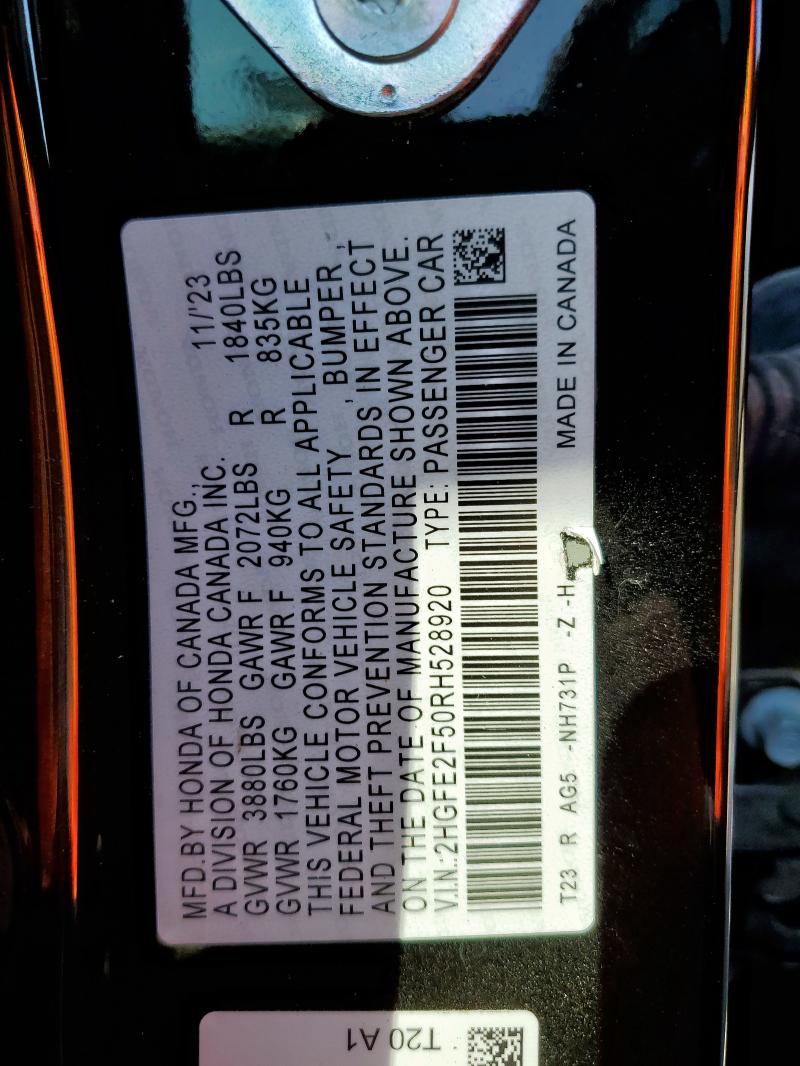 MFD.BY HONDA OF CANADA MFG., 11/'23
A DIVISION OF HONDA CANADA INC.
GVWR 3880LBS GAWR F 2072LBS R 1840LBS
GVWR 1760KG GAWR F 940KG R 835KG
THIS VEHICLE CONFORMS TO ALL APPLICABLE
FEDERAL MOTOR VEHICLE SAFETY , BUMPER ,
AND THEFT PREVENTION STANDARDS IN EFFECT
ON THE DATE OF MANUFACTURE SHOWN ABOVE.
V.I.N.:2HGFE2F50RH528920 TYPE: PASSENGER CAR
T23 R AG5 -NH731P -Z -H MADE IN CANADA
T20 A1